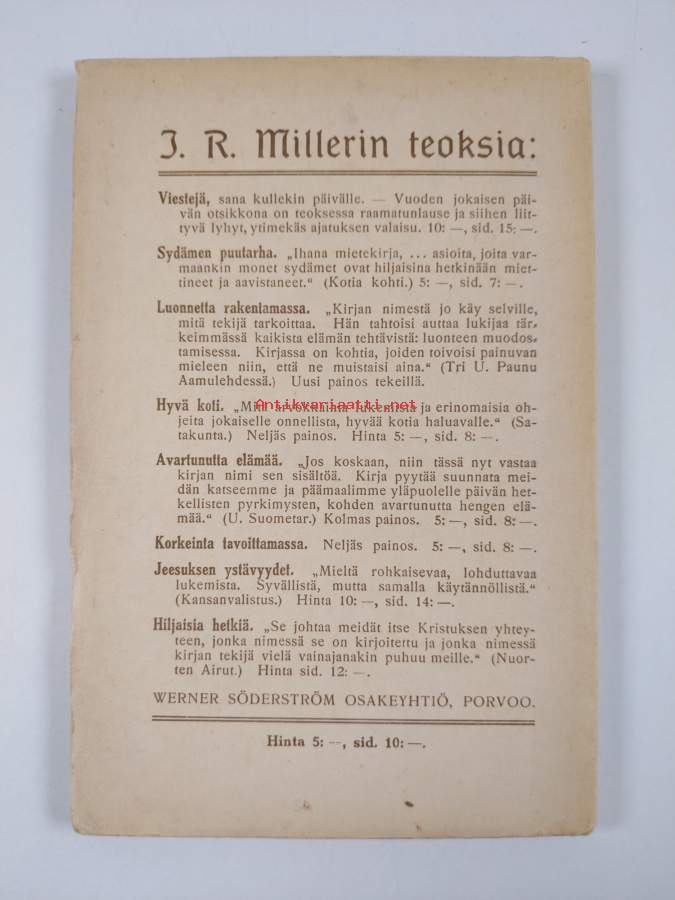 J. R. Millerin teoksia:
Viestejä, sana kullekin päivälle. — Vuoden jokaisen päi-
vän otsikkona on teoksessa raamatunlause ja siihen liit-
tyvä lyhyt, ytimekäs ajatuksen valaisu. 10: —, sid. 15: —.
Sydämen puutarha. „Ihana mietekirja, ... asioita, joita var-
maankin monet sydämet ovat hiljaisina hetkinään miet-
tineet ja aavistaneet.“ (Kotia kohti.) 5: —, sid. 7: —.
Luonnetta rakentamassa. „Kirjan nimestä jo käy selville,
mitä tekijä tarkoittaa. Hän tahtoisi auttaa lukijaa tär-
keimmässä kaikista elämän tehtävistä: luonteen muodos-
tamisessa. Kirjassa on kohtia, joiden toivoisi painuvan
mieleen niin, että ne muistaisi aina.“ (Tri U. Paunu
Aamulehdessä.) Uusi painos tekeillä.
Antikvariaatti.net
Hyvä koti. „Mitä arvokkainta lukemista ja erinomaisia oh-
jeita jokaiselle onnellista, hyvää kotia haluavalle.“ (Sa-
takunta.) Neljäs painos. Hinta 5: —, sid. 8: —.
Avartunutta elämää. „Jos koskaan, niin tässä nyt vastaa
kirjan nimi sen sisältöä. Kirja pyytää suunnata mei-
dän katseemme ja päämaalimme yläpuolelle päivän het-
kellisten pyrkimysten, kohden avartunutta hengen elä-
mää.“ (U. Suometar.) Kolmas painos. 5: —, sid. 8: —.
Korkeinta tavoittamassa. Neljäs painos. 5: —, sid. 8: —.
Jeesuksen ystävyydet. „Mieltä rohkaisevaa, lohduttavaa
lukemista. Syvällistä, mutta samalla käytännöllistä.“
(Kansanvalistus.) Hinta 10: —, sid. 14: —.
Hiljaisia hetkiä. „Se johtaa meidät itse Kristuksen yhtey-
teen, jonka nimessä se on kirjoitettu ja jonka nimessä
kirjan tekijä vielä vainajanakin puhuu meille.“ (Nuor-
ten Airut.) Hinta sid. 12: —.
WERNER SÖDERSTRÖM OSAKEYHTIÖ, PORVOO.
Hinta 5: —, sid. 10: —.